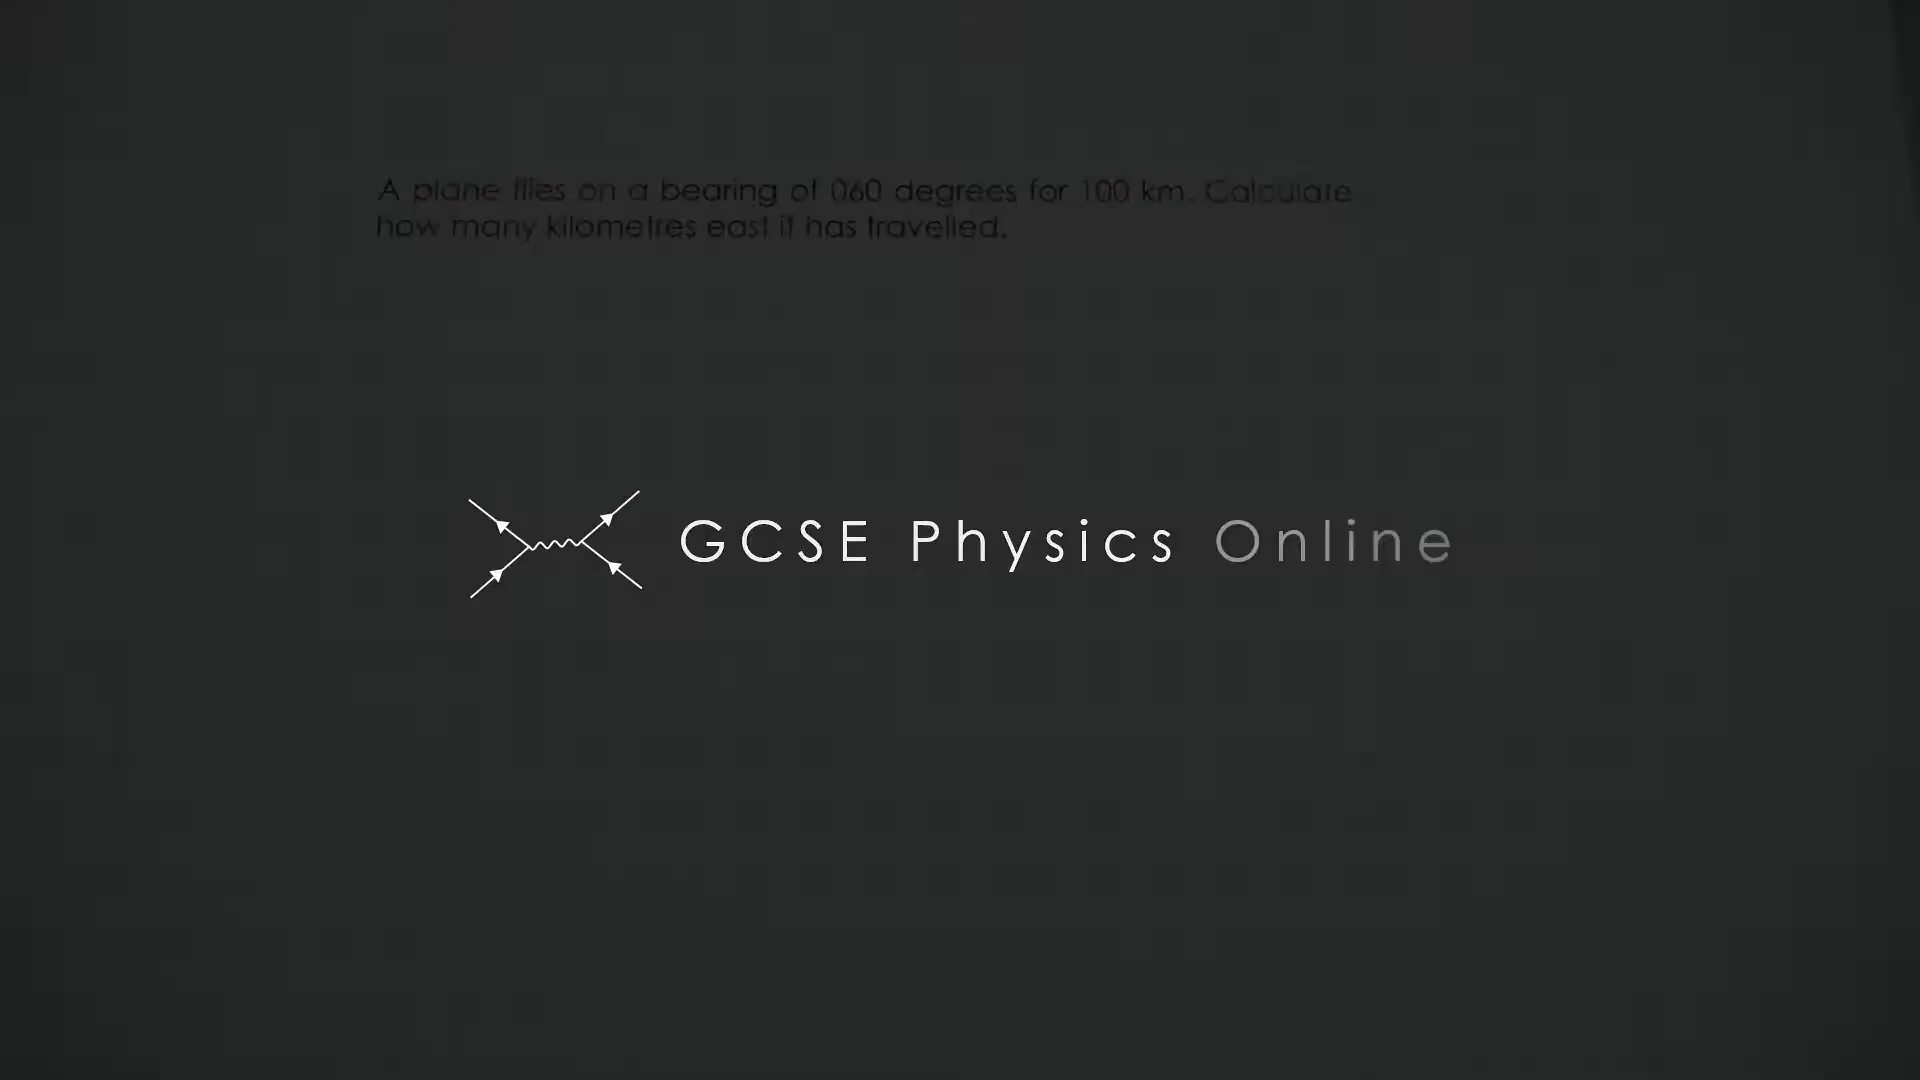 A plane flies on a bearing of 060 degrees for 100 km. Calculate
how many kilometres east it has travelled.
GCSE Physics Online